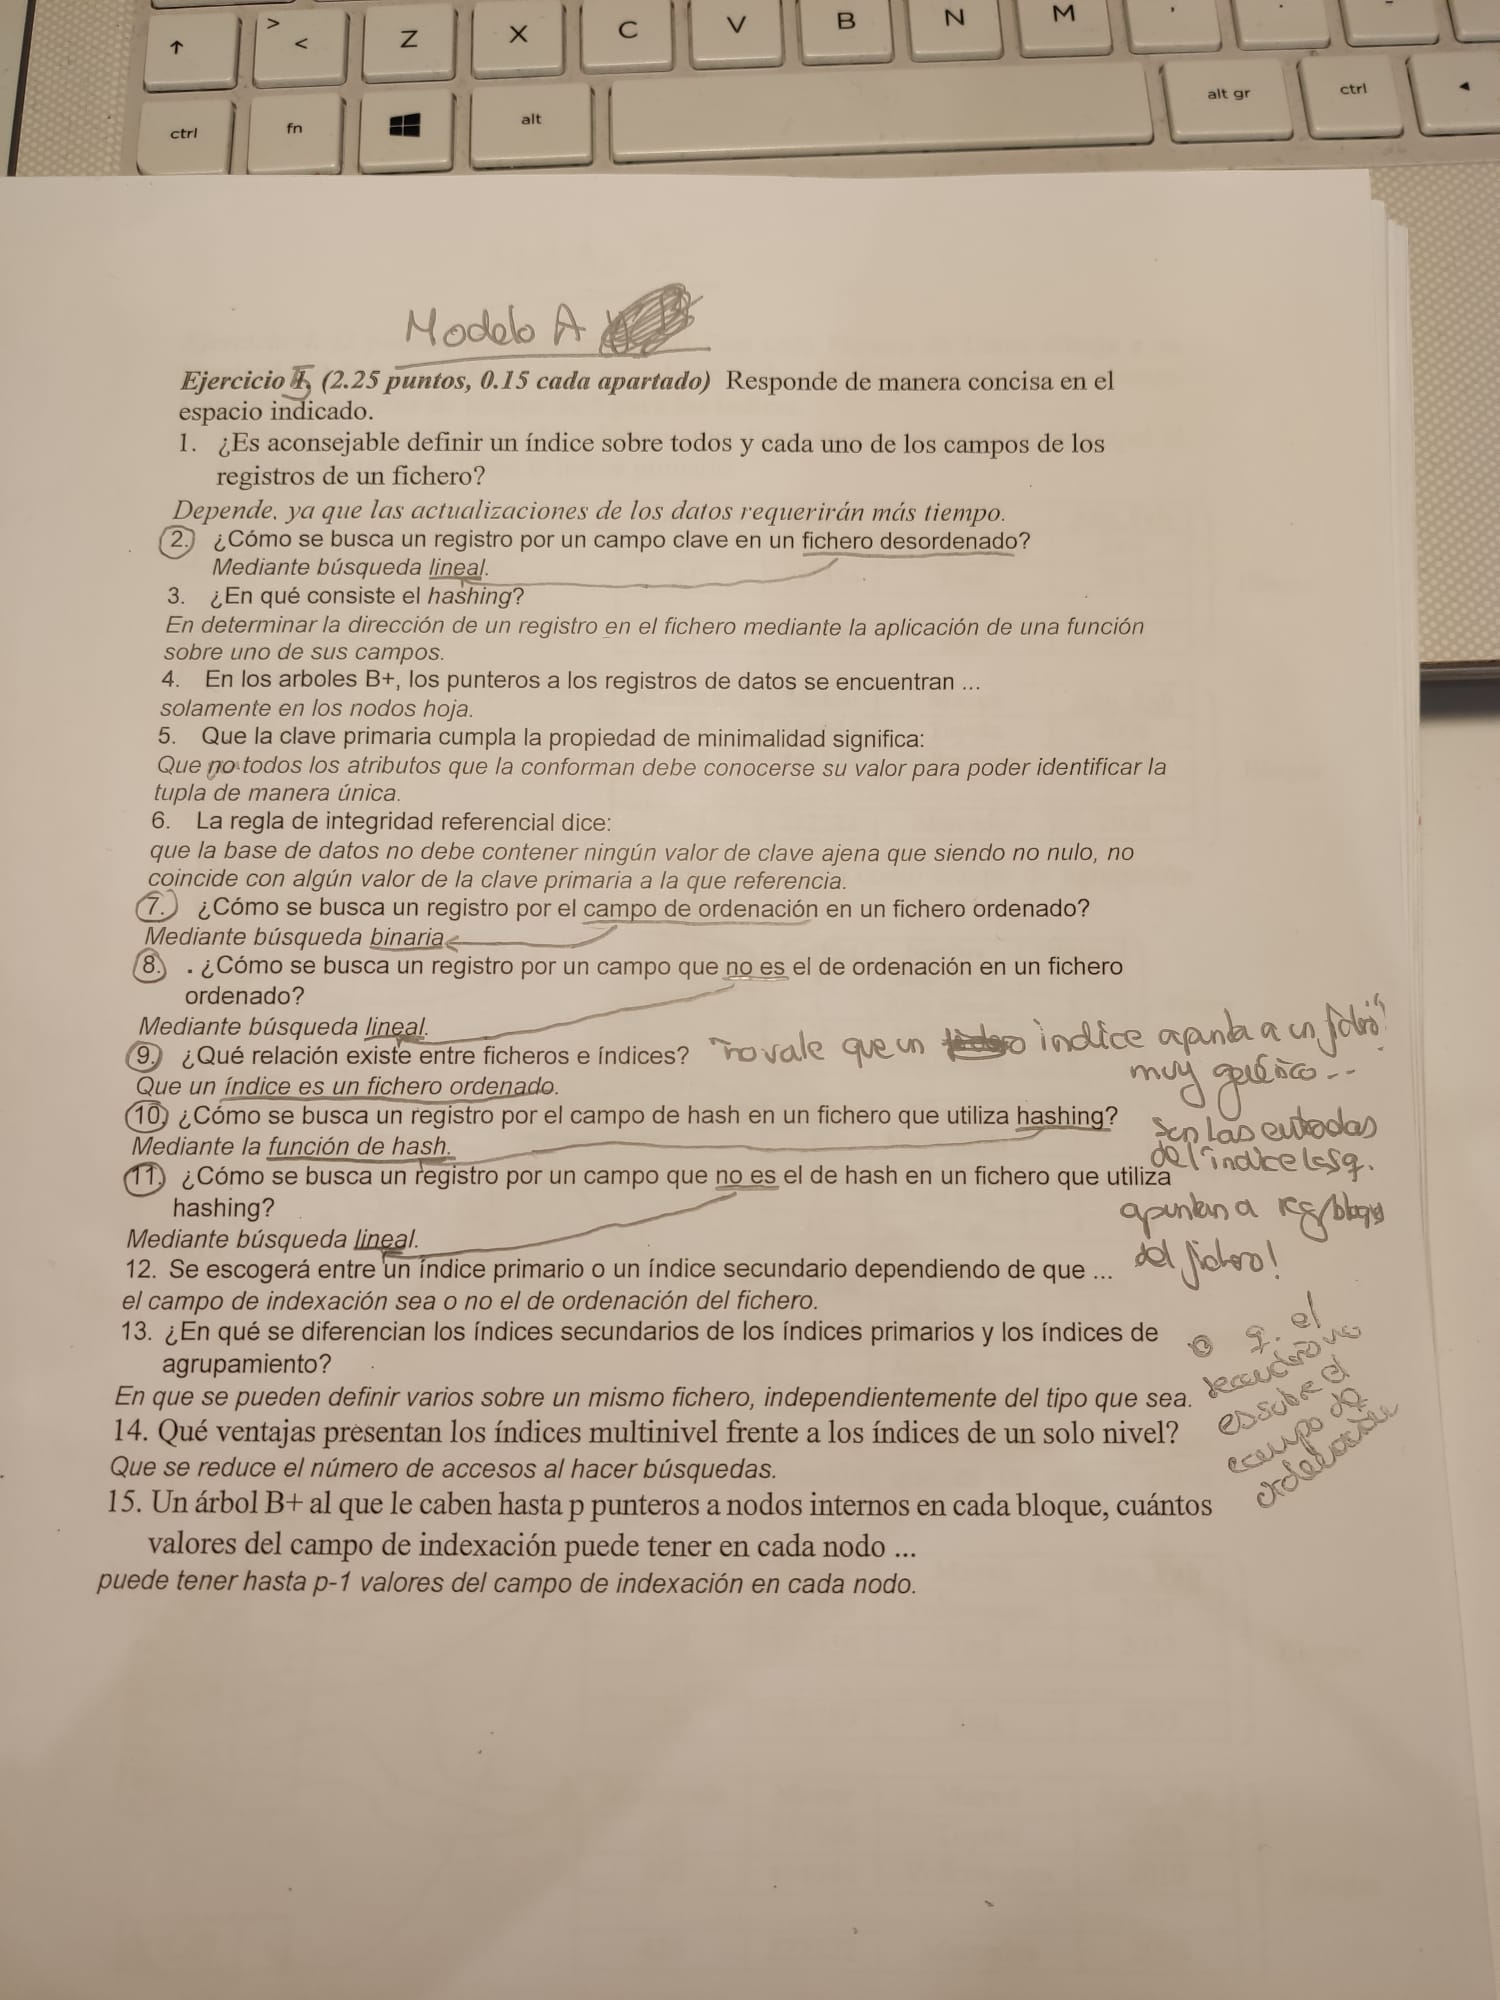 > < Z X C V B N M
ctrl fn alt alt gr ctrl
Modelo A
Ejercicio 1. (2.25 puntos, 0.15 cada apartado) Responde de manera concisa en el
espacio indicado.
1. ¿Es aconsejable definir un índice sobre todos y cada uno de los campos de los
registros de un fichero?
Depende, ya que las actualizaciones de los datos requerirán más tiempo.
2. ¿Cómo se busca un registro por un campo clave en un fichero desordenado?
Mediante búsqueda lineal.
3. ¿En qué consiste el hashing?
En determinar la dirección de un registro en el fichero mediante la aplicación de una función
sobre uno de sus campos.
4. En los arboles B+, los punteros a los registros de datos se encuentran ...
solamente en los nodos hoja.
5. Que la clave primaria cumpla la propiedad de minimalidad significa:
Que no todos los atributos que la conforman debe conocerse su valor para poder identificar la
tupla de manera única.
6. La regla de integridad referencial dice:
que la base de datos no debe contener ningún valor de clave ajena que siendo no nulo, no
coincide con algún valor de la clave primaria a la que referencia.
7. ¿Cómo se busca un registro por el campo de ordenación en un fichero ordenado?
Mediante búsqueda binaria
8. . ¿Cómo se busca un registro por un campo que no es el de ordenación en un fichero
ordenado?
Mediante búsqueda lineal.
9. ¿Qué relación existe entre ficheros e índices? "no vale que un indice apunta a un fichero"
muy genérico --
Que un índice es un fichero ordenado.
10. ¿Cómo se busca un registro por el campo de hash en un fichero que utiliza hashing?
son las entradas
Mediante la función de hash.
del índice las q.
11. ¿Cómo se busca un registro por un campo que no es el de hash en un fichero que utiliza
hashing?
apuntan a reg/bloque
Mediante búsqueda lineal.
del fichero!
12. Se escogerá entre un índice primario o un índice secundario dependiendo de que ...
el campo de indexación sea o no el de ordenación del fichero.
13. ¿En qué se diferencian los índices secundarios de los índices primarios y los índices de
agrupamiento?
o q. el
secundario no
es sobre el
campo de
ordenación
En que se pueden definir varios sobre un mismo fichero, independientemente del tipo que sea.
14. Qué ventajas presentan los índices multinivel frente a los índices de un solo nivel?
Que se reduce el número de accesos al hacer búsquedas.
15. Un árbol B+ al que le caben hasta p punteros a nodos internos en cada bloque, cuántos
valores del campo de indexación puede tener en cada nodo ...
puede tener hasta p-1 valores del campo de indexación en cada nodo.